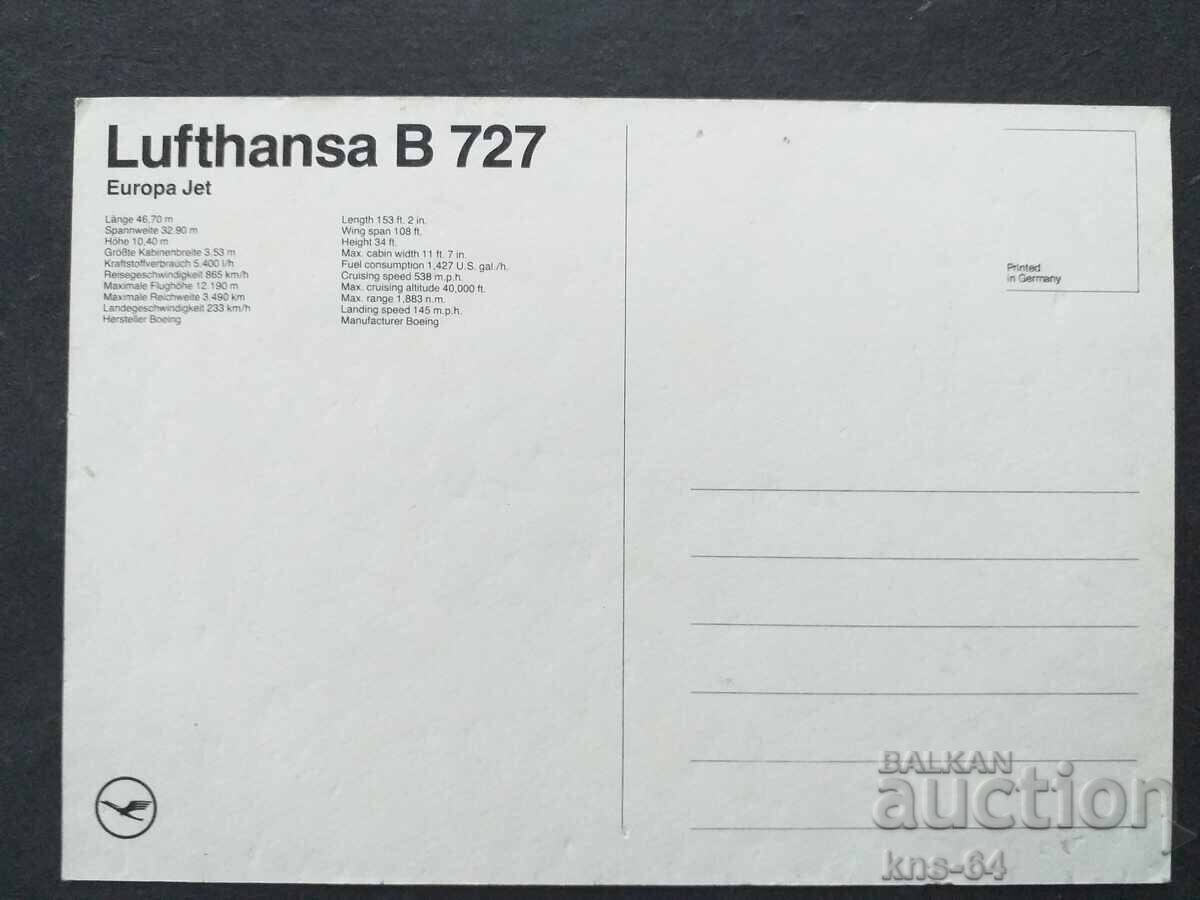 Lufthansa B 727
Europa Jet
Länge 46,70 m
Spannweite 32,90 m
Höhe 10,40 m
Größte Kabinenbreite 3,53 m
Kraftstoffverbrauch 5.400 l/h
Reisegeschwindigkeit 865 km/h
Maximale Flughöhe 12.190 m
Maximale Reichweite 3.490 km
Landegeschwindigkeit 233 km/h
Hersteller Boeing
Length 153 ft. 2 in.
Wing span 108 ft.
Height 34 ft.
Max. cabin width 11 ft. 7 in.
Fuel consumption 1,427 U.S. gal./h.
Cruising speed 538 m.p.h.
Max. cruising altitude 40,000 ft.
Max. range 1,883 n.m.
Landing speed 145 m.p.h.
Manufacturer Boeing
Printed
in Germany
BALKAN
auction
kns-64